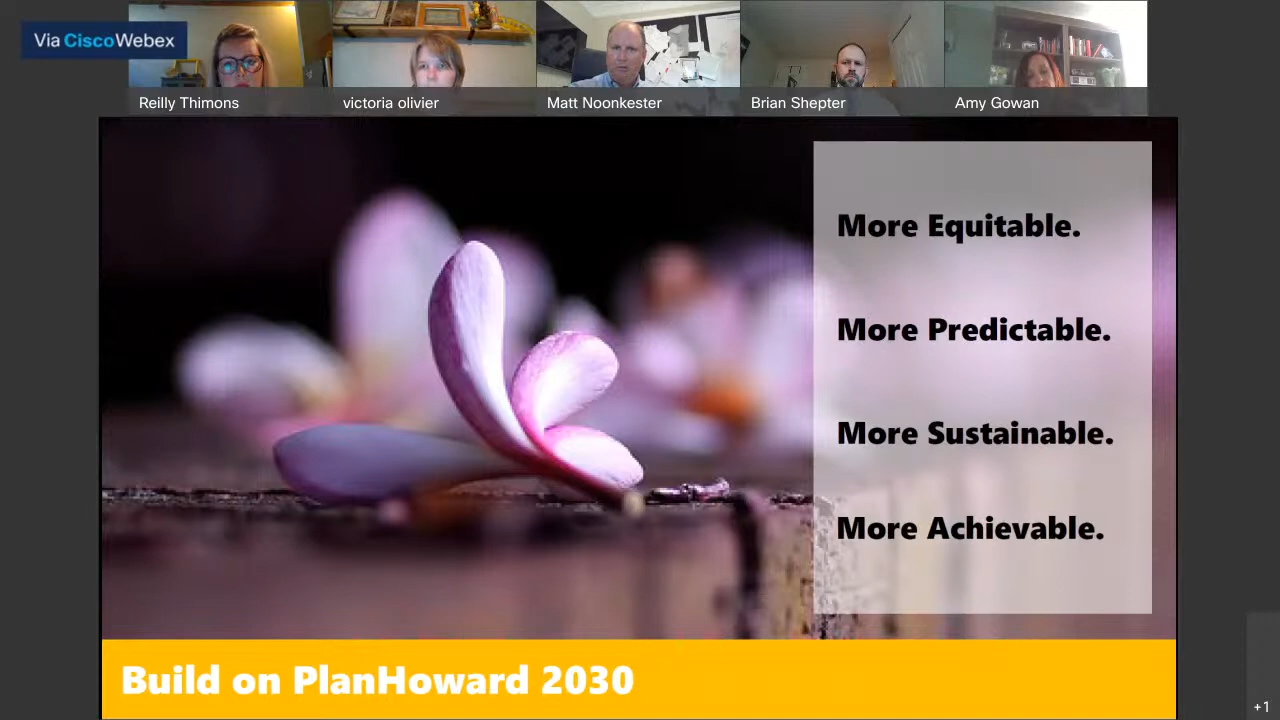 Via CiscoWebex
Reilly Thimons
victoria olivier
Matt Noonkester
Brian Shepter
Amy Gowan
More Equitable.
More Predictable.
More Sustainable.
More Achievable.
Build on PlanHoward 2030
+1